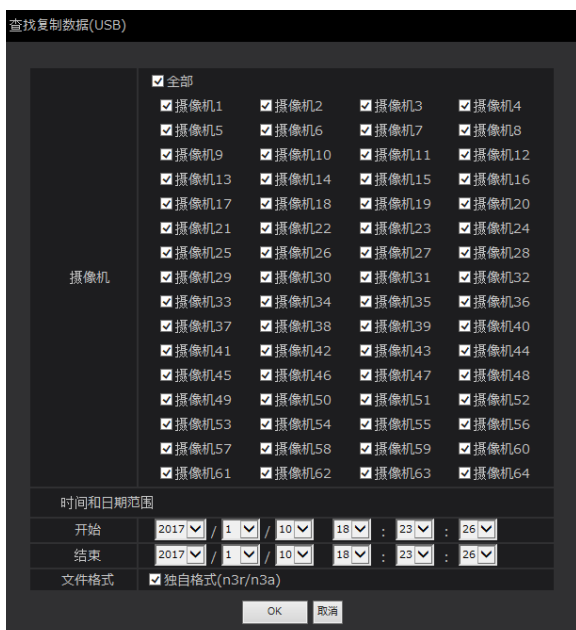 查找复制数据(USB)
全部
摄像机1 摄像机2 摄像机3 摄像机4
摄像机5 摄像机6 摄像机7 摄像机8
摄像机9 摄像机10 摄像机11 摄像机12
摄像机13 摄像机14 摄像机15 摄像机16
摄像机17 摄像机18 摄像机19 摄像机20
摄像机21 摄像机22 摄像机23 摄像机24
摄像机25 摄像机26 摄像机27 摄像机28
摄像机 摄像机29 摄像机30 摄像机31 摄像机32
摄像机33 摄像机34 摄像机35 摄像机36
摄像机37 摄像机38 摄像机39 摄像机40
摄像机41 摄像机42 摄像机43 摄像机44
摄像机45 摄像机46 摄像机47 摄像机48
摄像机49 摄像机50 摄像机51 摄像机52
摄像机53 摄像机54 摄像机55 摄像机56
摄像机57 摄像机58 摄像机59 摄像机60
摄像机61 摄像机62 摄像机63 摄像机64
时间和日期范围
开始 2017 / 1 / 10 18 : 23 : 26
结束 2017 / 1 / 10 18 : 23 : 26
文件格式 独自格式(n3r/n3a)
OK 取消